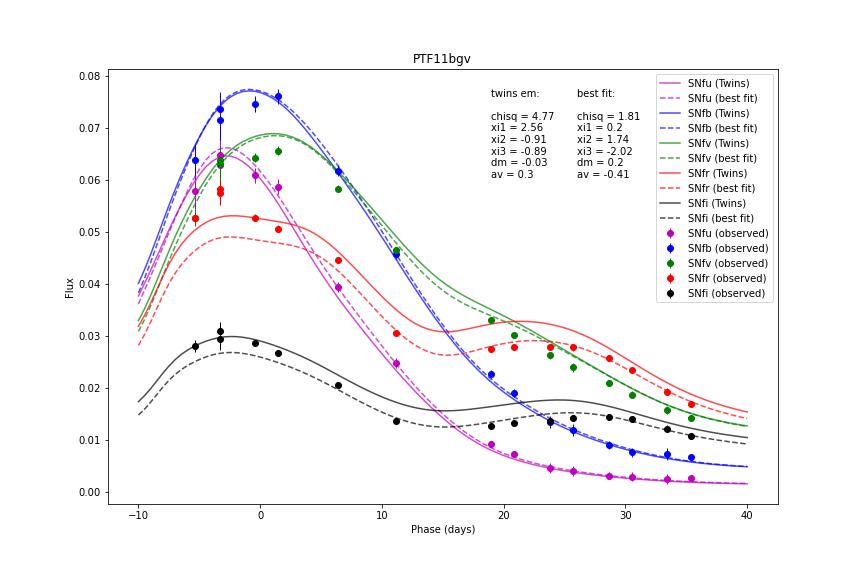 PTF11bgv
twins em:
chisq = 4.77
xi1 = 2.56
xi2 = -0.91
xi3 = -0.89
dm = -0.03
av = 0.3
best fit:
chisq = 1.81
xi1 = 0.2
xi2 = 1.74
xi3 = -2.02
dm = 0.2
av = -0.41
SNfu (Twins)
SNfu (best fit)
SNfb (Twins)
SNfb (best fit)
SNfv (Twins)
SNfv (best fit)
SNfr (Twins)
SNfr (best fit)
SNfi (Twins)
SNfi (best fit)
SNfu (observed)
SNfb (observed)
SNfv (observed)
SNfr (observed)
SNfi (observed)
Flux
0.08
0.07
0.06
0.05
0.04
0.03
0.02
0.01
0.00
−10
0
10
20
30
40
Phase (days)